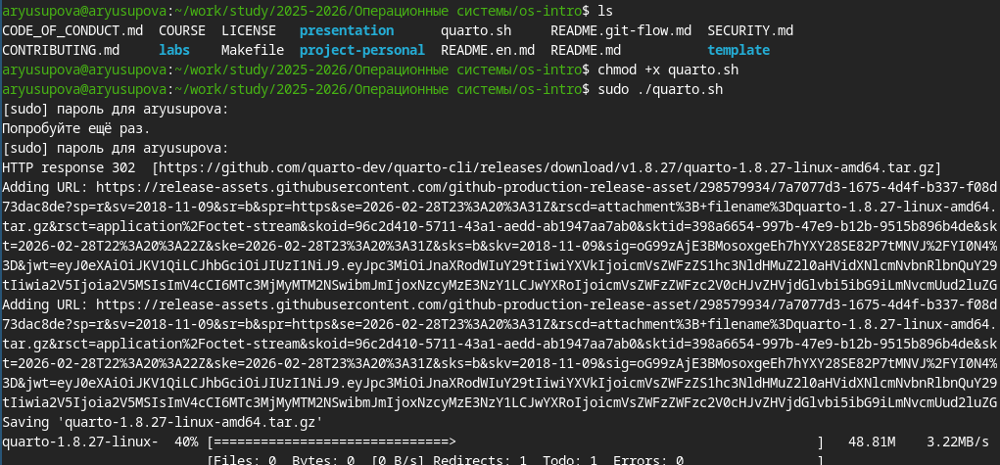 aryusupova@aryusupova:~/work/study/2025-2026/Операционные системы/os-intro$ ls
CODE_OF_CONDUCT.md  COURSE  LICENSE   presentation      quarto.sh     README.git-flow.md  SECURITY.md
CONTRIBUTING.md     labs    Makefile  project-personal  README.en.md  README.md           template
aryusupova@aryusupova:~/work/study/2025-2026/Операционные системы/os-intro$ chmod +x quarto.sh
aryusupova@aryusupova:~/work/study/2025-2026/Операционные системы/os-intro$ sudo ./quarto.sh
[sudo] пароль для aryusupova:
Попробуйте ещё раз.
[sudo] пароль для aryusupova:
HTTP response 302  [https://github.com/quarto-dev/quarto-cli/releases/download/v1.8.27/quarto-1.8.27-linux-amd64.tar.gz]
Adding URL: https://release-assets.githubusercontent.com/github-production-release-asset/298579934/7a7077d3-1675-4d4f-b337-f08d
73dac8de?sp=r&sv=2018-11-09&sr=b&spr=https&se=2026-02-28T23%3A20%3A31Z&rscd=attachment%3B+filename%3Dquarto-1.8.27-linux-amd64.
tar.gz&rsct=application%2Foctet-stream&skoid=96c2d410-5711-43a1-aedd-ab1947aa7ab0&sktid=398a6654-997b-47e9-b12b-9515b896b4de&sk
t=2026-02-28T22%3A20%3A22Z&ske=2026-02-28T23%3A20%3A31Z&sks=b&skv=2018-11-09&sig=oG99zAjE3BMosoxgeEh7hYXY28SE82P7tMNVJ%2FYI0N4%
3D&jwt=eyJ0eXAiOiJKV1QiLCJhbGciOiJIUzI1NiJ9.eyJpc3MiOiJnaXRodWIuY29tIiwiYXVkIjoicmVsZWFzZS1hc3NldHMuZ2l0aHVidXNlcmNvbnRlbnQuY29
tIiwia2V5Ijoia2V5MSIsImV4cCI6MTc3MjMyMTM2NSwibmJmIjoxNzcyMzE3NzY1LCJwYXRoIjoicmVsZWFzZWFzc2V0cHJvZHVjdGlvbi5ibG9iLmNvcmUud2luZG
Adding URL: https://release-assets.githubusercontent.com/github-production-release-asset/298579934/7a7077d3-1675-4d4f-b337-f08d
73dac8de?sp=r&sv=2018-11-09&sr=b&spr=https&se=2026-02-28T23%3A20%3A31Z&rscd=attachment%3B+filename%3Dquarto-1.8.27-linux-amd64.
tar.gz&rsct=application%2Foctet-stream&skoid=96c2d410-5711-43a1-aedd-ab1947aa7ab0&sktid=398a6654-997b-47e9-b12b-9515b896b4de&sk
t=2026-02-28T22%3A20%3A22Z&ske=2026-02-28T23%3A20%3A31Z&sks=b&skv=2018-11-09&sig=oG99zAjE3BMosoxgeEh7hYXY28SE82P7tMNVJ%2FYI0N4%
3D&jwt=eyJ0eXAiOiJKV1QiLCJhbGciOiJIUzI1NiJ9.eyJpc3MiOiJnaXRodWIuY29tIiwiYXVkIjoicmVsZWFzZS1hc3NldHMuZ2l0aHVidXNlcmNvbnRlbnQuY29
tIiwia2V5Ijoia2V5MSIsImV4cCI6MTc3MjMyMTM2NSwibmJmIjoxNzcyMzE3NzY1LCJwYXRoIjoicmVsZWFzZWFzc2V0cHJvZHVjdGlvbi5ibG9iLmNvcmUud2luZG
Saving 'quarto-1.8.27-linux-amd64.tar.gz'
quarto-1.8.27-linux-  40% [=============================>                                              ]   48.81M    3.22MB/s
                          [Files: 0  Bytes: 0  [0 B/s] Redirects: 1  Todo: 1  Errors: 0                ]